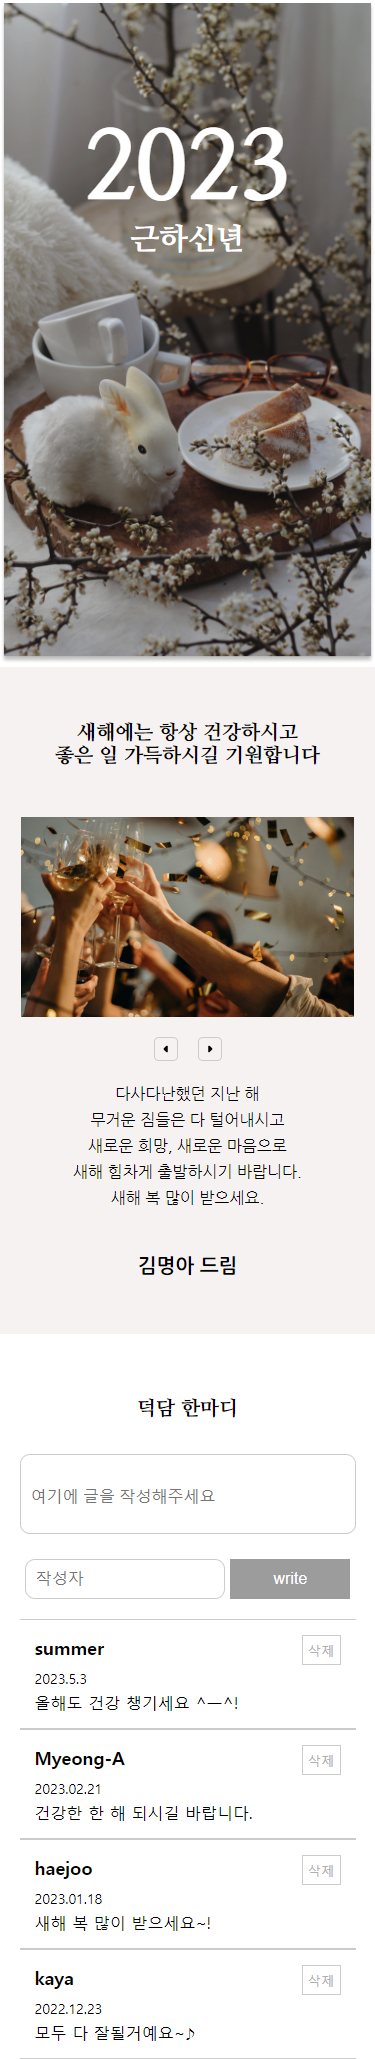 2023
근하신년
새해에는 항상 건강하시고
좋은 일 가득하시길 기원합니다
다사다난했던 지난 해
무거운 짐들은 다 털어내시고
새로운 희망, 새로운 마음으로
새해 힘차게 출발하시기 바랍니다.
새해 복 많이 받으세요.
김명아 드림
덕담 한마디
여기에 글을 작성해주세요
작성자 write
summer 삭제
2023.5.3
올해도 건강 챙기세요 ^ㅡ^!
Myeong-A 삭제
2023.02.21
건강한 한 해 되시길 바랍니다.
haejoo 삭제
2023.01.18
새해 복 많이 받으세요~!
kaya 삭제
2022.12.23
모두 다 잘될거예요~♪